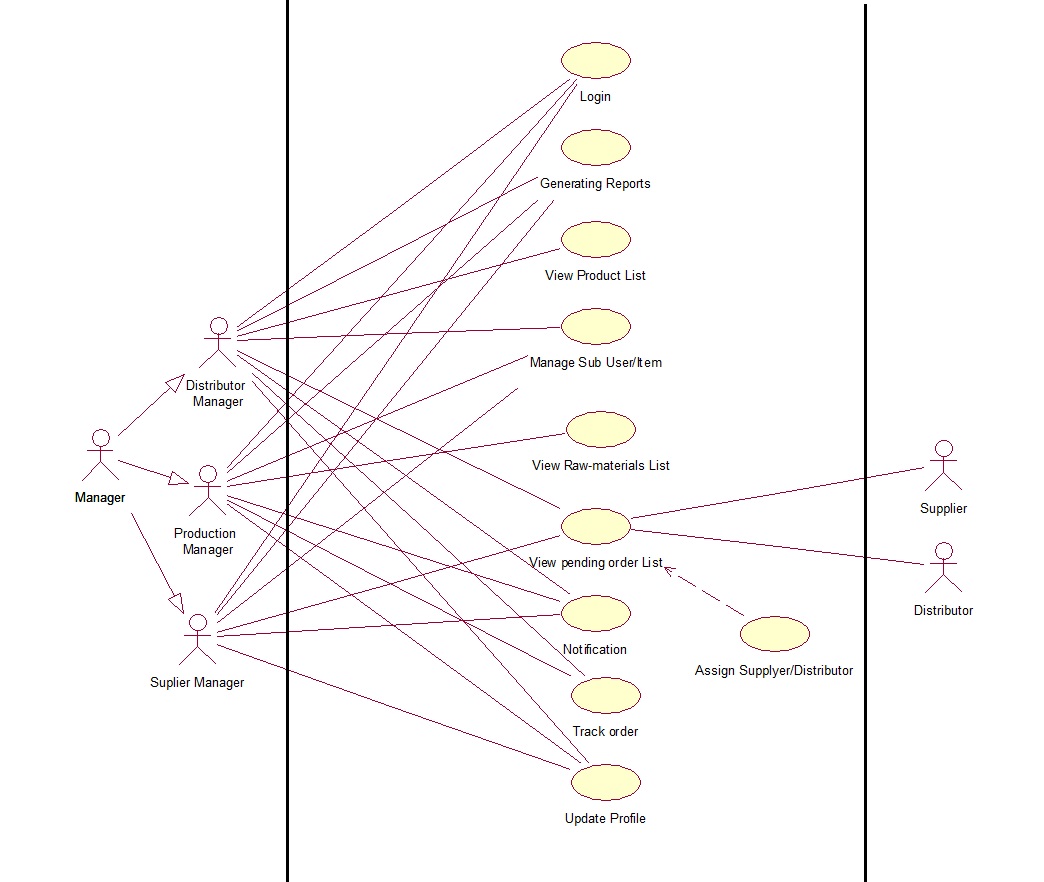 Login
Generating Reports
View Product List
Manage Sub User/Item
Distributor
Manager
View Raw-materials List
Manager
Supplier
Production
Manager
View pending order List
Distributor
Notification
Assign Supplyer/Distributor
Suplier Manager
Track order
Update Profile